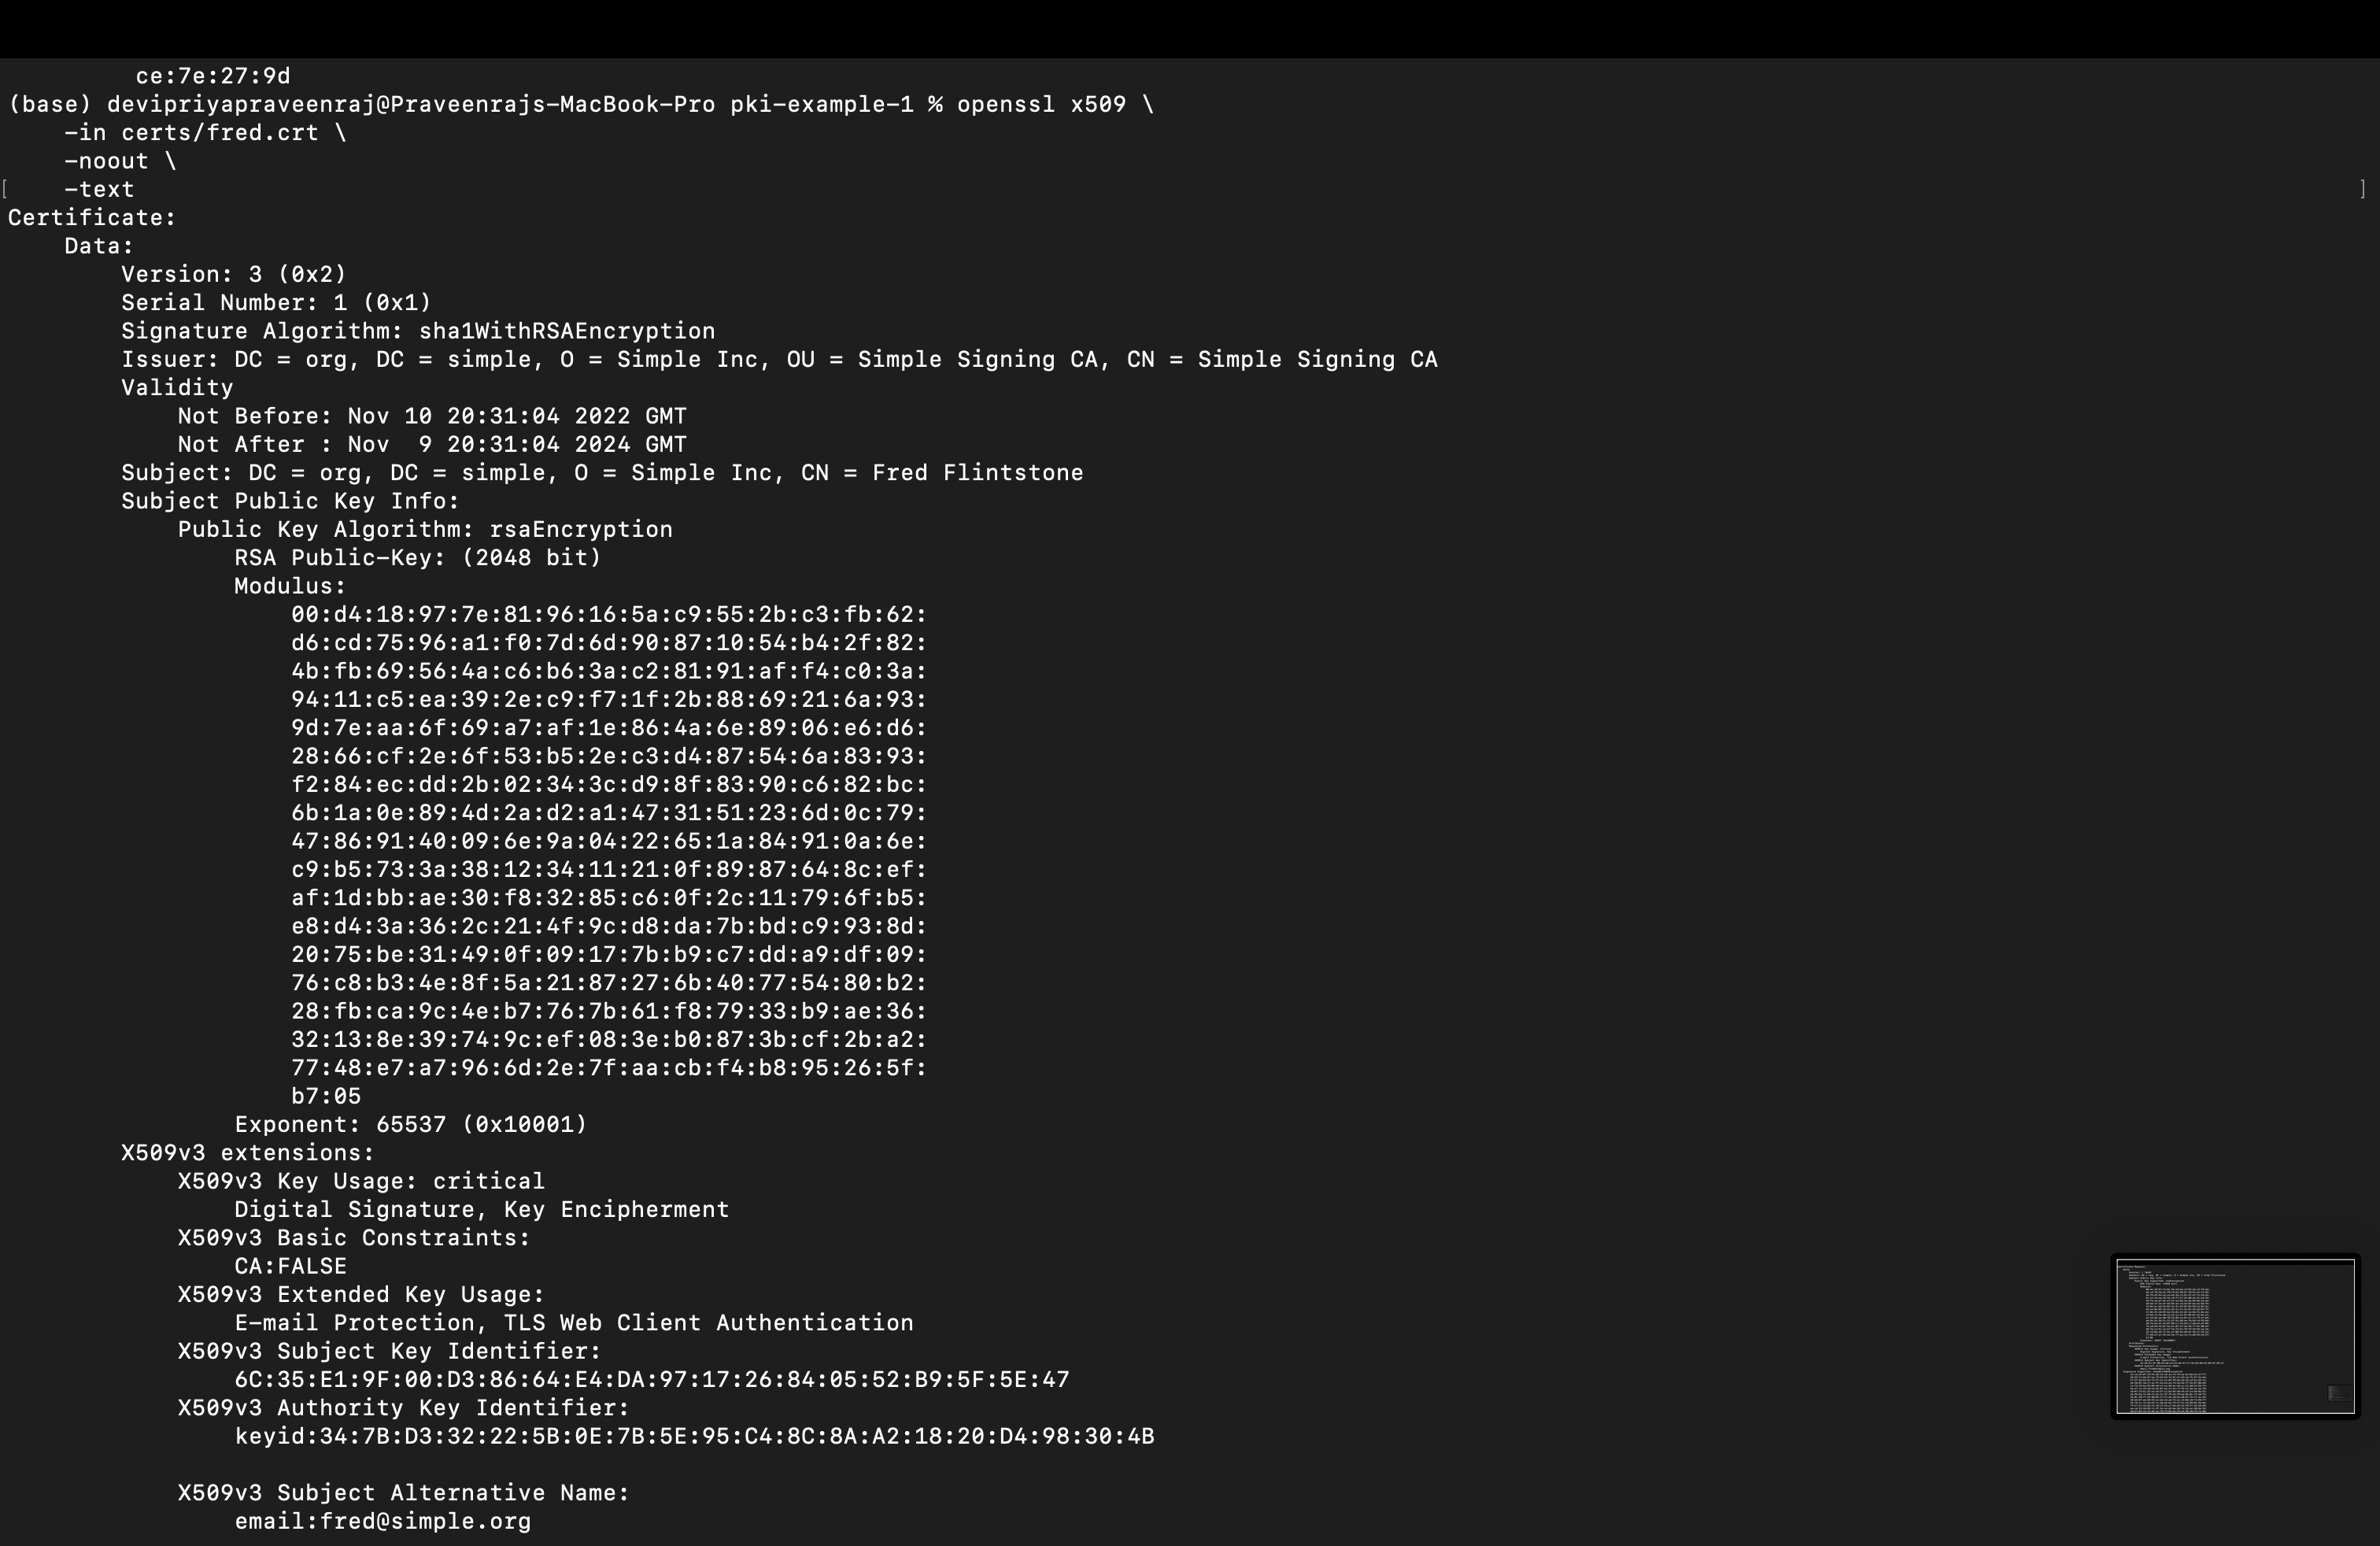 ce:7e:27:9d
(base) devipriyapraveenraj@Praveenrajs-MacBook-Pro pki-example-1 % openssl x509 \
-in certs/fred.crt \
-noout \
[    -text ]
Certificate:
Data:
Version: 3 (0x2)
Serial Number: 1 (0x1)
Signature Algorithm: sha1WithRSAEncryption
Issuer: DC = org, DC = simple, O = Simple Inc, OU = Simple Signing CA, CN = Simple Signing CA
Validity
Not Before: Nov 10 20:31:04 2022 GMT
Not After : Nov  9 20:31:04 2024 GMT
Subject: DC = org, DC = simple, O = Simple Inc, CN = Fred Flintstone
Subject Public Key Info:
Public Key Algorithm: rsaEncryption
RSA Public-Key: (2048 bit)
Modulus:
00:d4:18:97:7e:81:96:16:5a:c9:55:2b:c3:fb:62:
d6:cd:75:96:a1:f0:7d:6d:90:87:10:54:b4:2f:82:
4b:fb:69:56:4a:c6:b6:3a:c2:81:91:af:f4:c0:3a:
94:11:c5:ea:39:2e:c9:f7:1f:2b:88:69:21:6a:93:
9d:7e:aa:6f:69:a7:af:1e:86:4a:6e:89:06:e6:d6:
28:66:cf:2e:6f:53:b5:2e:c3:d4:87:54:6a:83:93:
f2:84:ec:dd:2b:02:34:3c:d9:8f:83:90:c6:82:bc:
6b:1a:0e:89:4d:2a:d2:a1:47:31:51:23:6d:0c:79:
47:86:91:40:09:6e:9a:04:22:65:1a:84:91:0a:6e:
c9:b5:73:3a:38:12:34:11:21:0f:89:87:64:8c:ef:
af:1d:bb:ae:30:f8:32:85:c6:0f:2c:11:79:6f:b5:
e8:d4:3a:36:2c:21:4f:9c:d8:da:7b:bd:c9:93:8d:
20:75:be:31:49:0f:09:17:7b:b9:c7:dd:a9:df:09:
76:c8:b3:4e:8f:5a:21:87:27:6b:40:77:54:80:b2:
28:fb:ca:9c:4e:b7:76:7b:61:f8:79:33:b9:ae:36:
32:13:8e:39:74:9c:ef:08:3e:b0:87:3b:cf:2b:a2:
77:48:e7:a7:96:6d:2e:7f:aa:cb:f4:b8:95:26:5f:
b7:05
Exponent: 65537 (0x10001)
X509v3 extensions:
X509v3 Key Usage: critical
Digital Signature, Key Encipherment
X509v3 Basic Constraints:
CA:FALSE
X509v3 Extended Key Usage:
E-mail Protection, TLS Web Client Authentication
X509v3 Subject Key Identifier:
6C:35:E1:9F:00:D3:86:64:E4:DA:97:17:26:84:05:52:B9:5F:5E:47
X509v3 Authority Key Identifier:
keyid:34:7B:D3:32:22:5B:0E:7B:5E:95:C4:8C:8A:A2:18:20:D4:98:30:4B
X509v3 Subject Alternative Name:
email:fred@simple.org